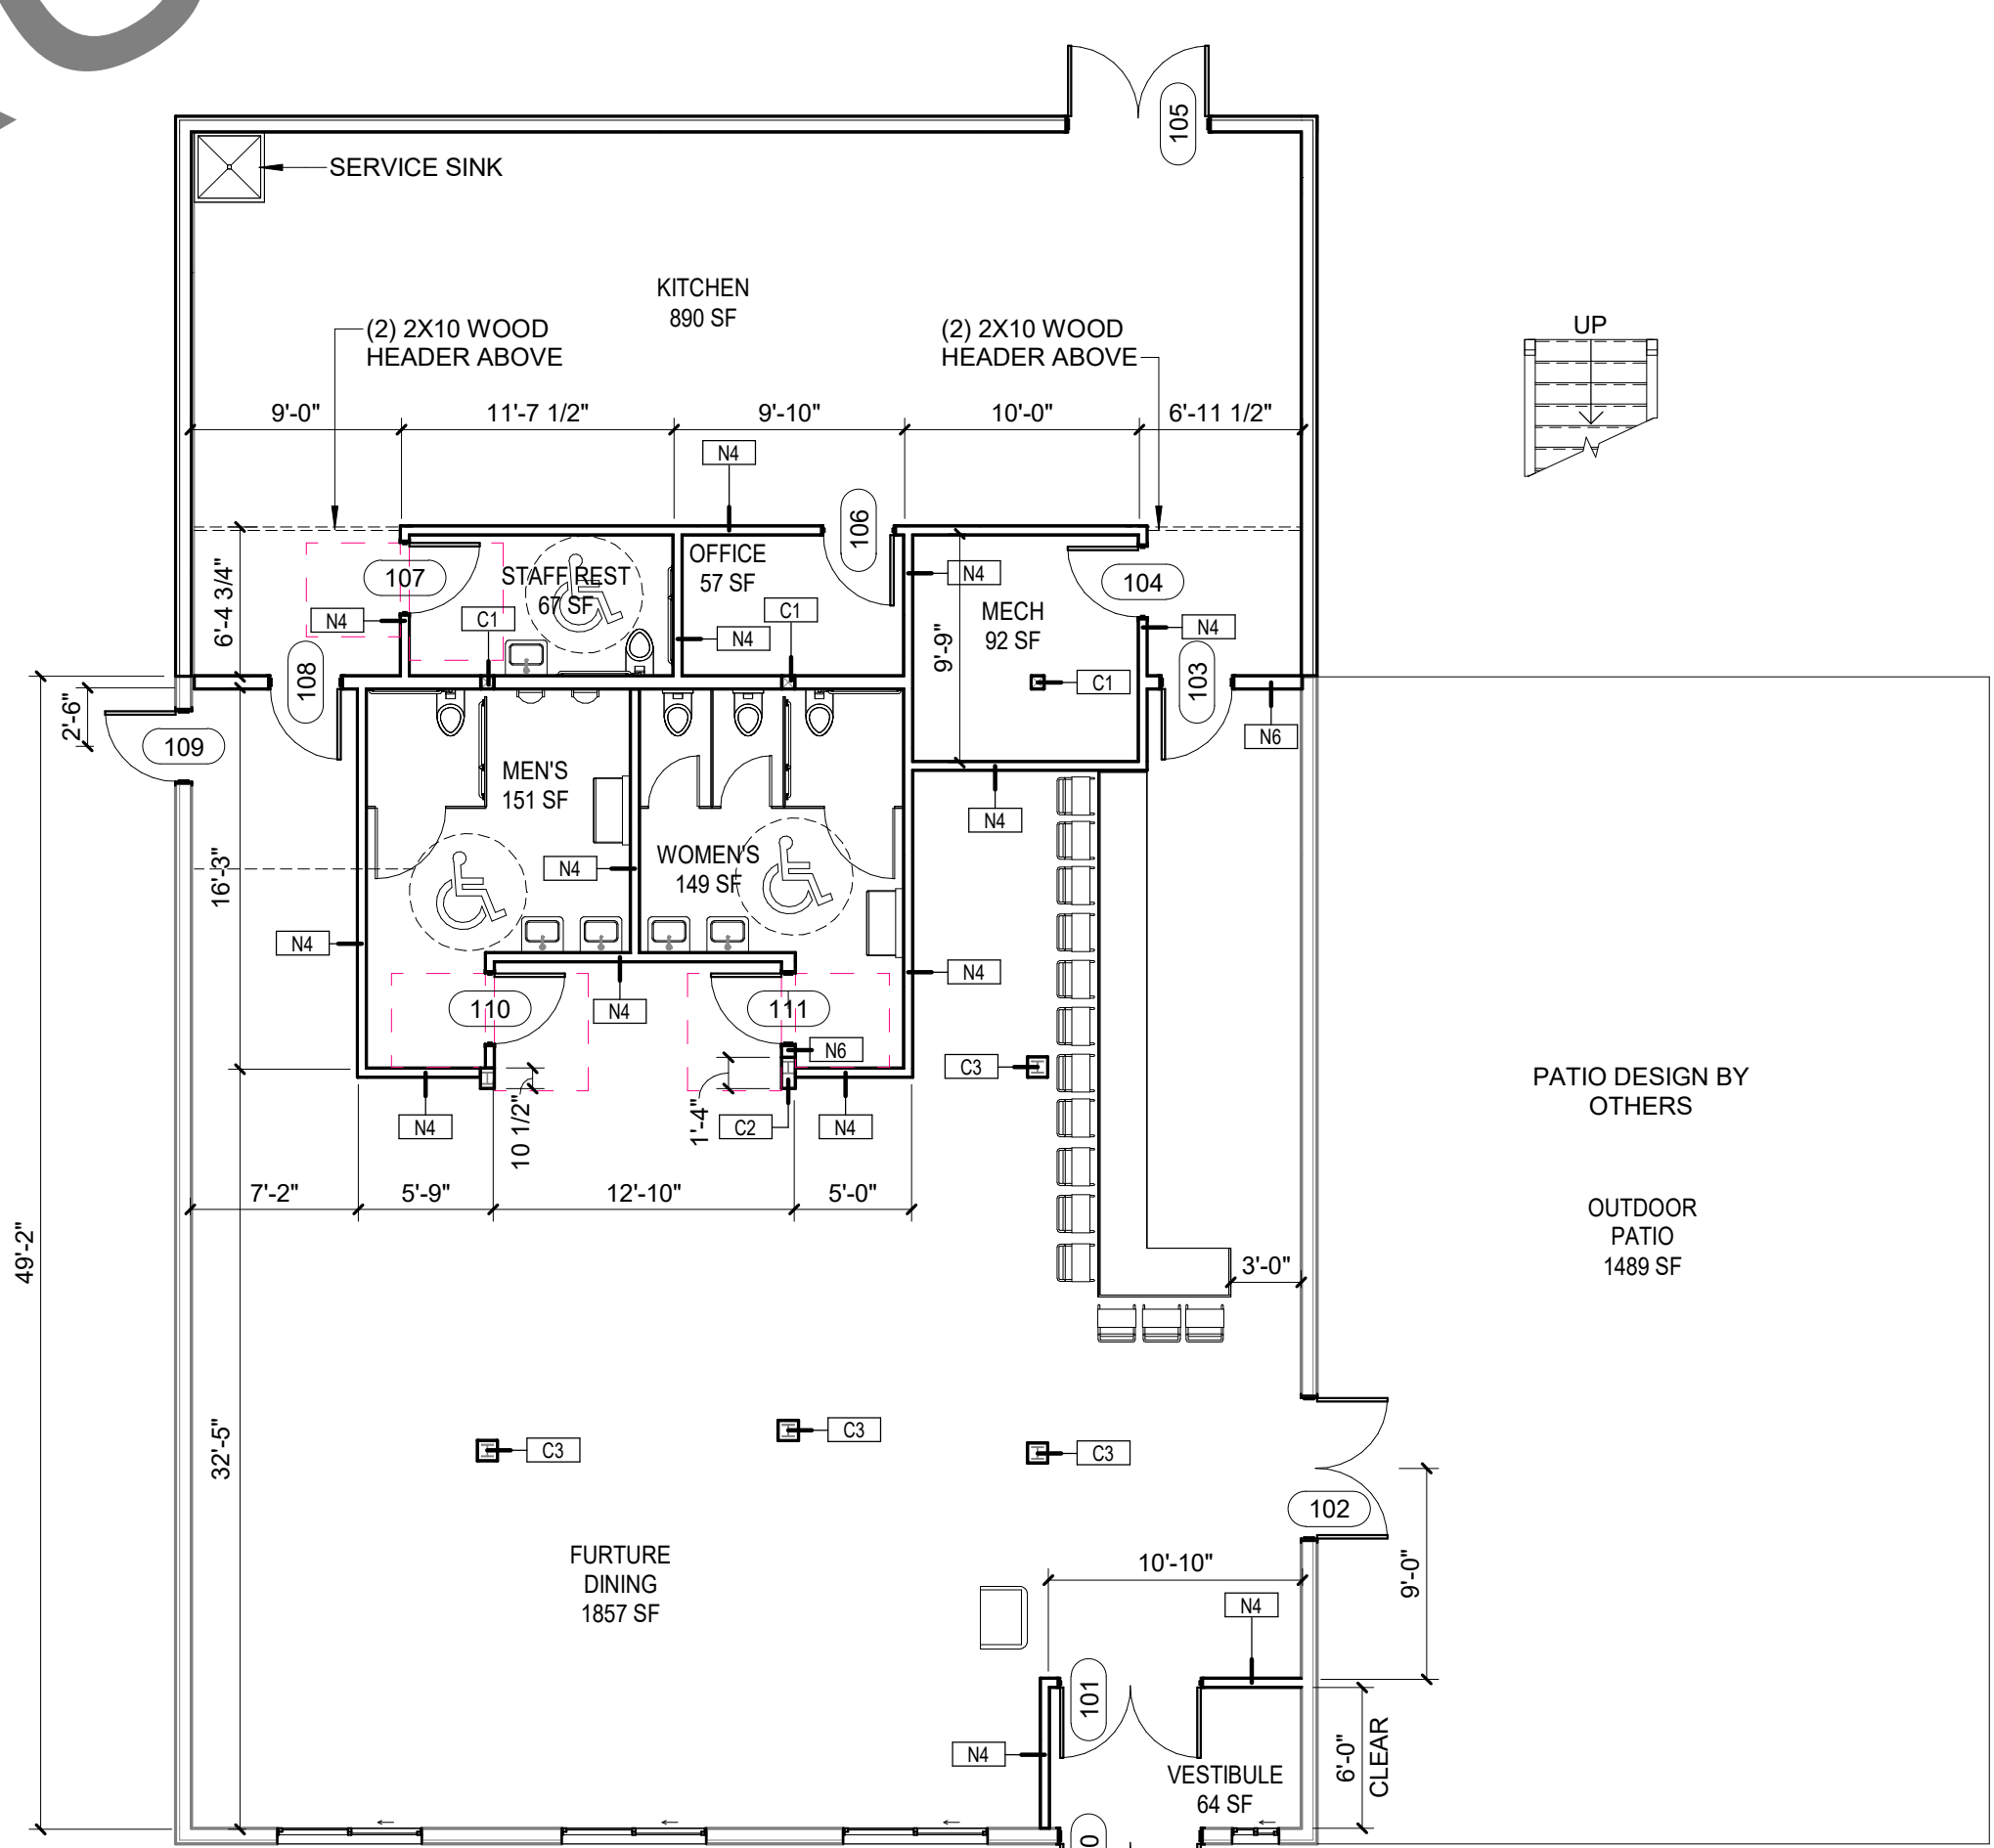 105
SERVICE SINK
KITCHEN
890 SF
(2) 2X10 WOOD
HEADER ABOVE
(2) 2X10 WOOD
HEADER ABOVE
UP
9'-0"
11'-7 1/2"
9'-10"
10'-0"
6'-11 1/2"
N4
106
6'-4 3/4"
107
STAFF REST
67 SF
OFFICE
57 SF
N4
104
N4
C1
C1
MECH
92 SF
N4
N4
9'-9"
108
C1
103
2'-6"
109
N6
MEN'S
151 SF
N4
16'-3"
N4
WOMEN'S
149 SF
N4
N4
110
N4
111
N6
C3
PATIO DESIGN BY
OTHERS
N4
10 1/2"
1'-4"
C2
N4
7'-2"
5'-9"
12'-10"
5'-0"
49'-2"
OUTDOOR
PATIO
1489 SF
3'-0"
32'-5"
C3
C3
C3
102
FURTURE
DINING
1857 SF
10'-10"
9'-0"
N4
101
N4
VESTIBULE
64 SF
6'-0"
CLEAR